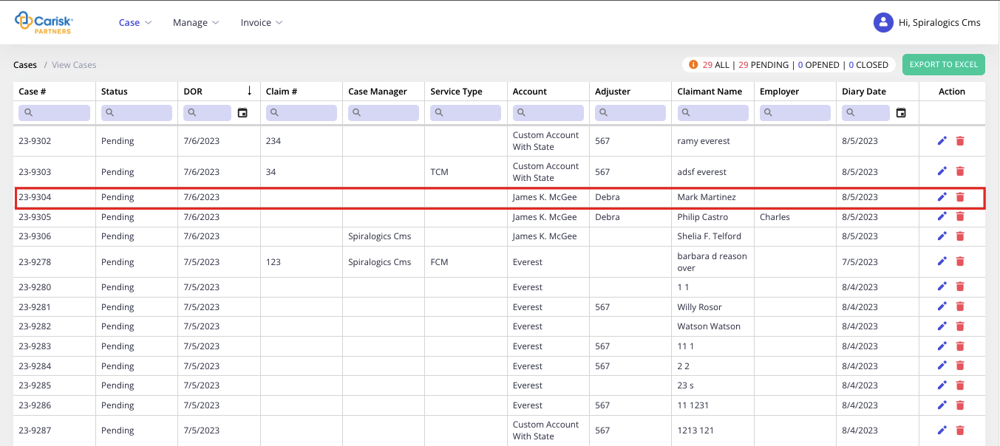 Carisk
PARTNERS
Case Manage Invoice
Hi, Spiralogics Cms
Cases / View Cases
29 ALL | 29 PENDING | 0 OPENED | 0 CLOSED
EXPORT TO EXCEL
Case # Status DOR ↓ Claim # Case Manager Service Type Account Adjuster Claimant Name Employer Diary Date Action
23-9302 Pending 7/6/2023 234 Custom Account With State 567 ramy everest 8/5/2023
23-9303 Pending 7/6/2023 34 TCM Custom Account With State 567 adsf everest 8/5/2023
23-9304 Pending 7/6/2023 James K. McGee Debra Mark Martinez 8/5/2023
23-9305 Pending 7/6/2023 James K. McGee Debra Philip Castro Charles 8/5/2023
23-9306 Pending 7/6/2023 Spiralogics Cms James K. McGee Shelia F. Telford 8/5/2023
23-9278 Pending 7/5/2023 123 Spiralogics Cms FCM Everest barbara d reason over 7/5/2023
23-9280 Pending 7/5/2023 Everest 1 1 8/4/2023
23-9281 Pending 7/5/2023 Everest 567 Willy Rosor 8/4/2023
23-9282 Pending 7/5/2023 Everest Watson Watson 8/4/2023
23-9283 Pending 7/5/2023 Everest 567 11 1 8/4/2023
23-9284 Pending 7/5/2023 Everest 567 2 2 8/4/2023
23-9285 Pending 7/5/2023 Everest 23 s 8/4/2023
23-9286 Pending 7/5/2023 Everest 567 11 1231 8/4/2023
23-9287 Pending 7/5/2023 Custom Account With State 567 1213 121 8/4/2023